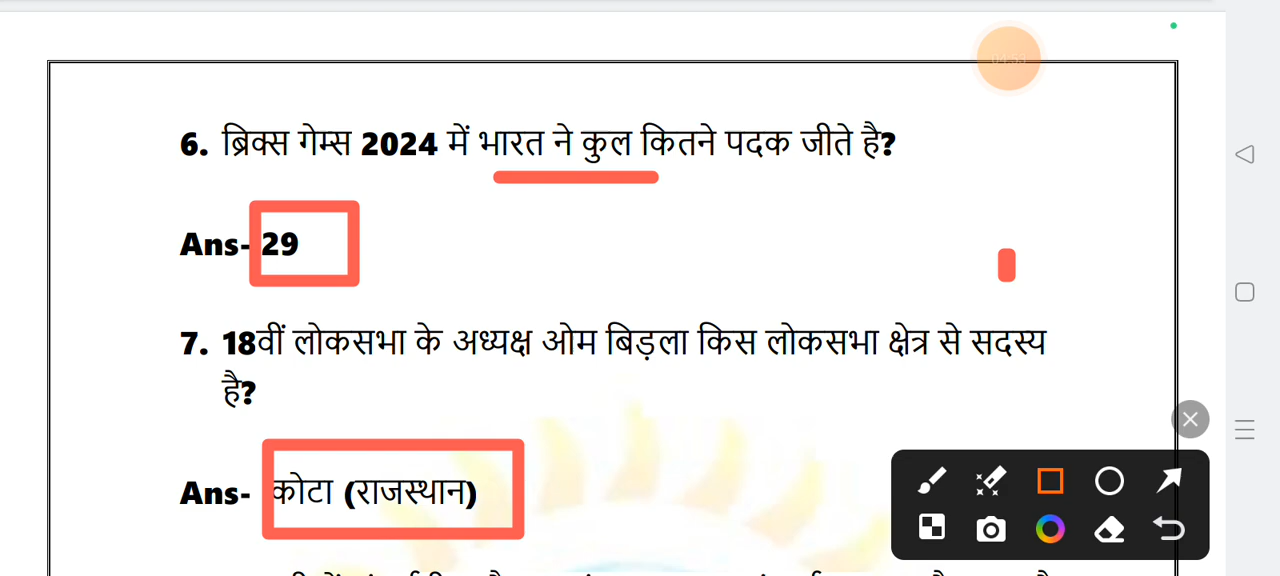 6. ब्रिक्स गेम्स 2024 में भारत ने कुल कितने पदक जीते है?
Ans- 29
7. 18वीं लोकसभा के अध्यक्ष ओम बिड़ला किस लोकसभा क्षेत्र से सदस्य
है?
Ans- कोटा (राजस्थान)